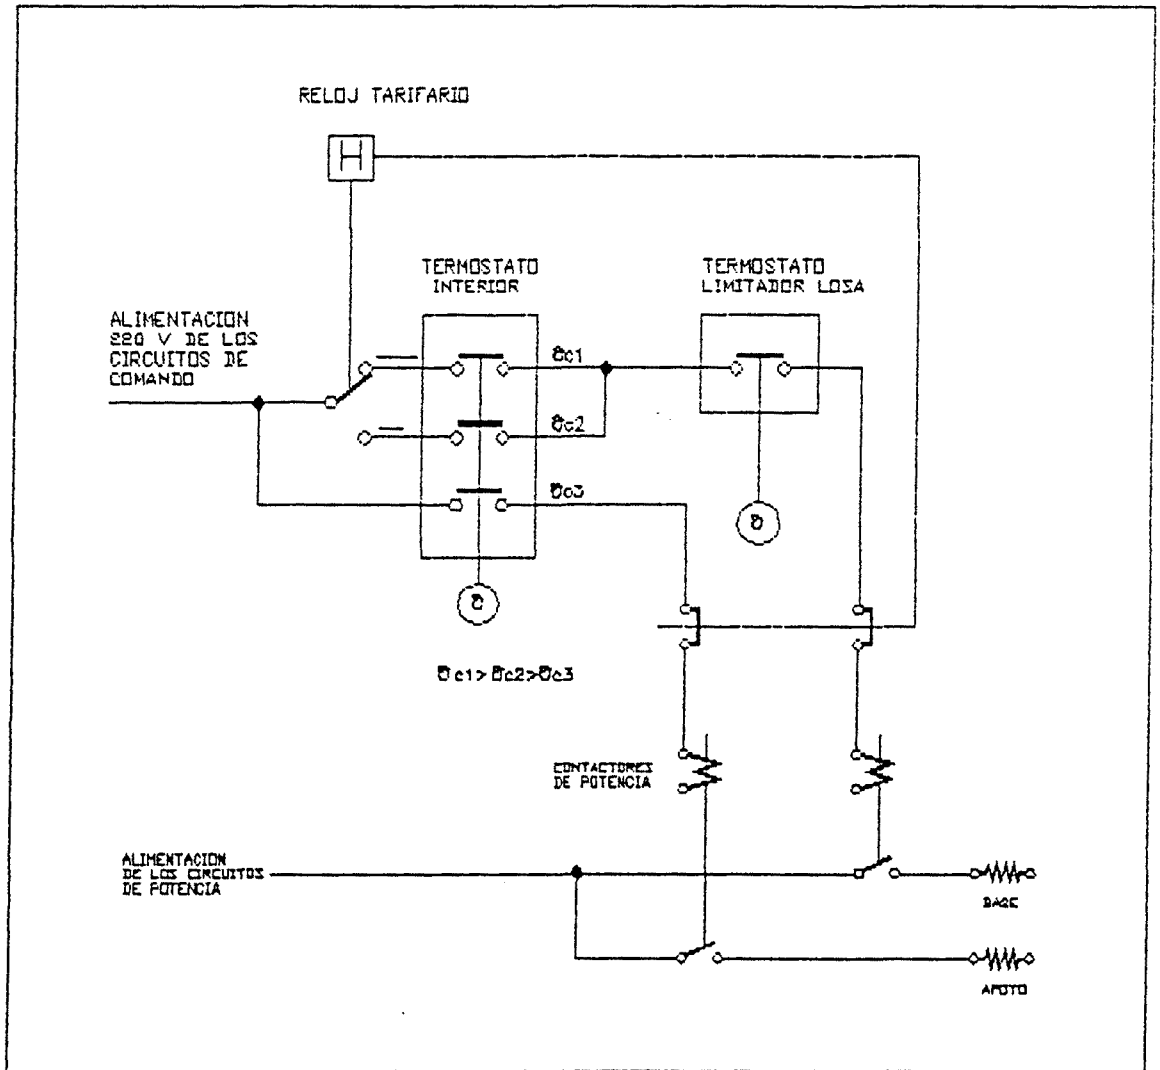 RELOJ TARIFARIO
H
TERMOSTATO
INTERIOR
TERMOSTATO
LIMITADOR LOSA
ALIMENTACION
220 V DE LOS
CIRCUITOS DE
COMANDO
θc1
θc2
θc3
θ
θ
θc1>θc2>θc3
CONTACTORES
DE POTENCIA
ALIMENTACION
DE LOS CIRCUITOS
DE POTENCIA
BASE
APOYO